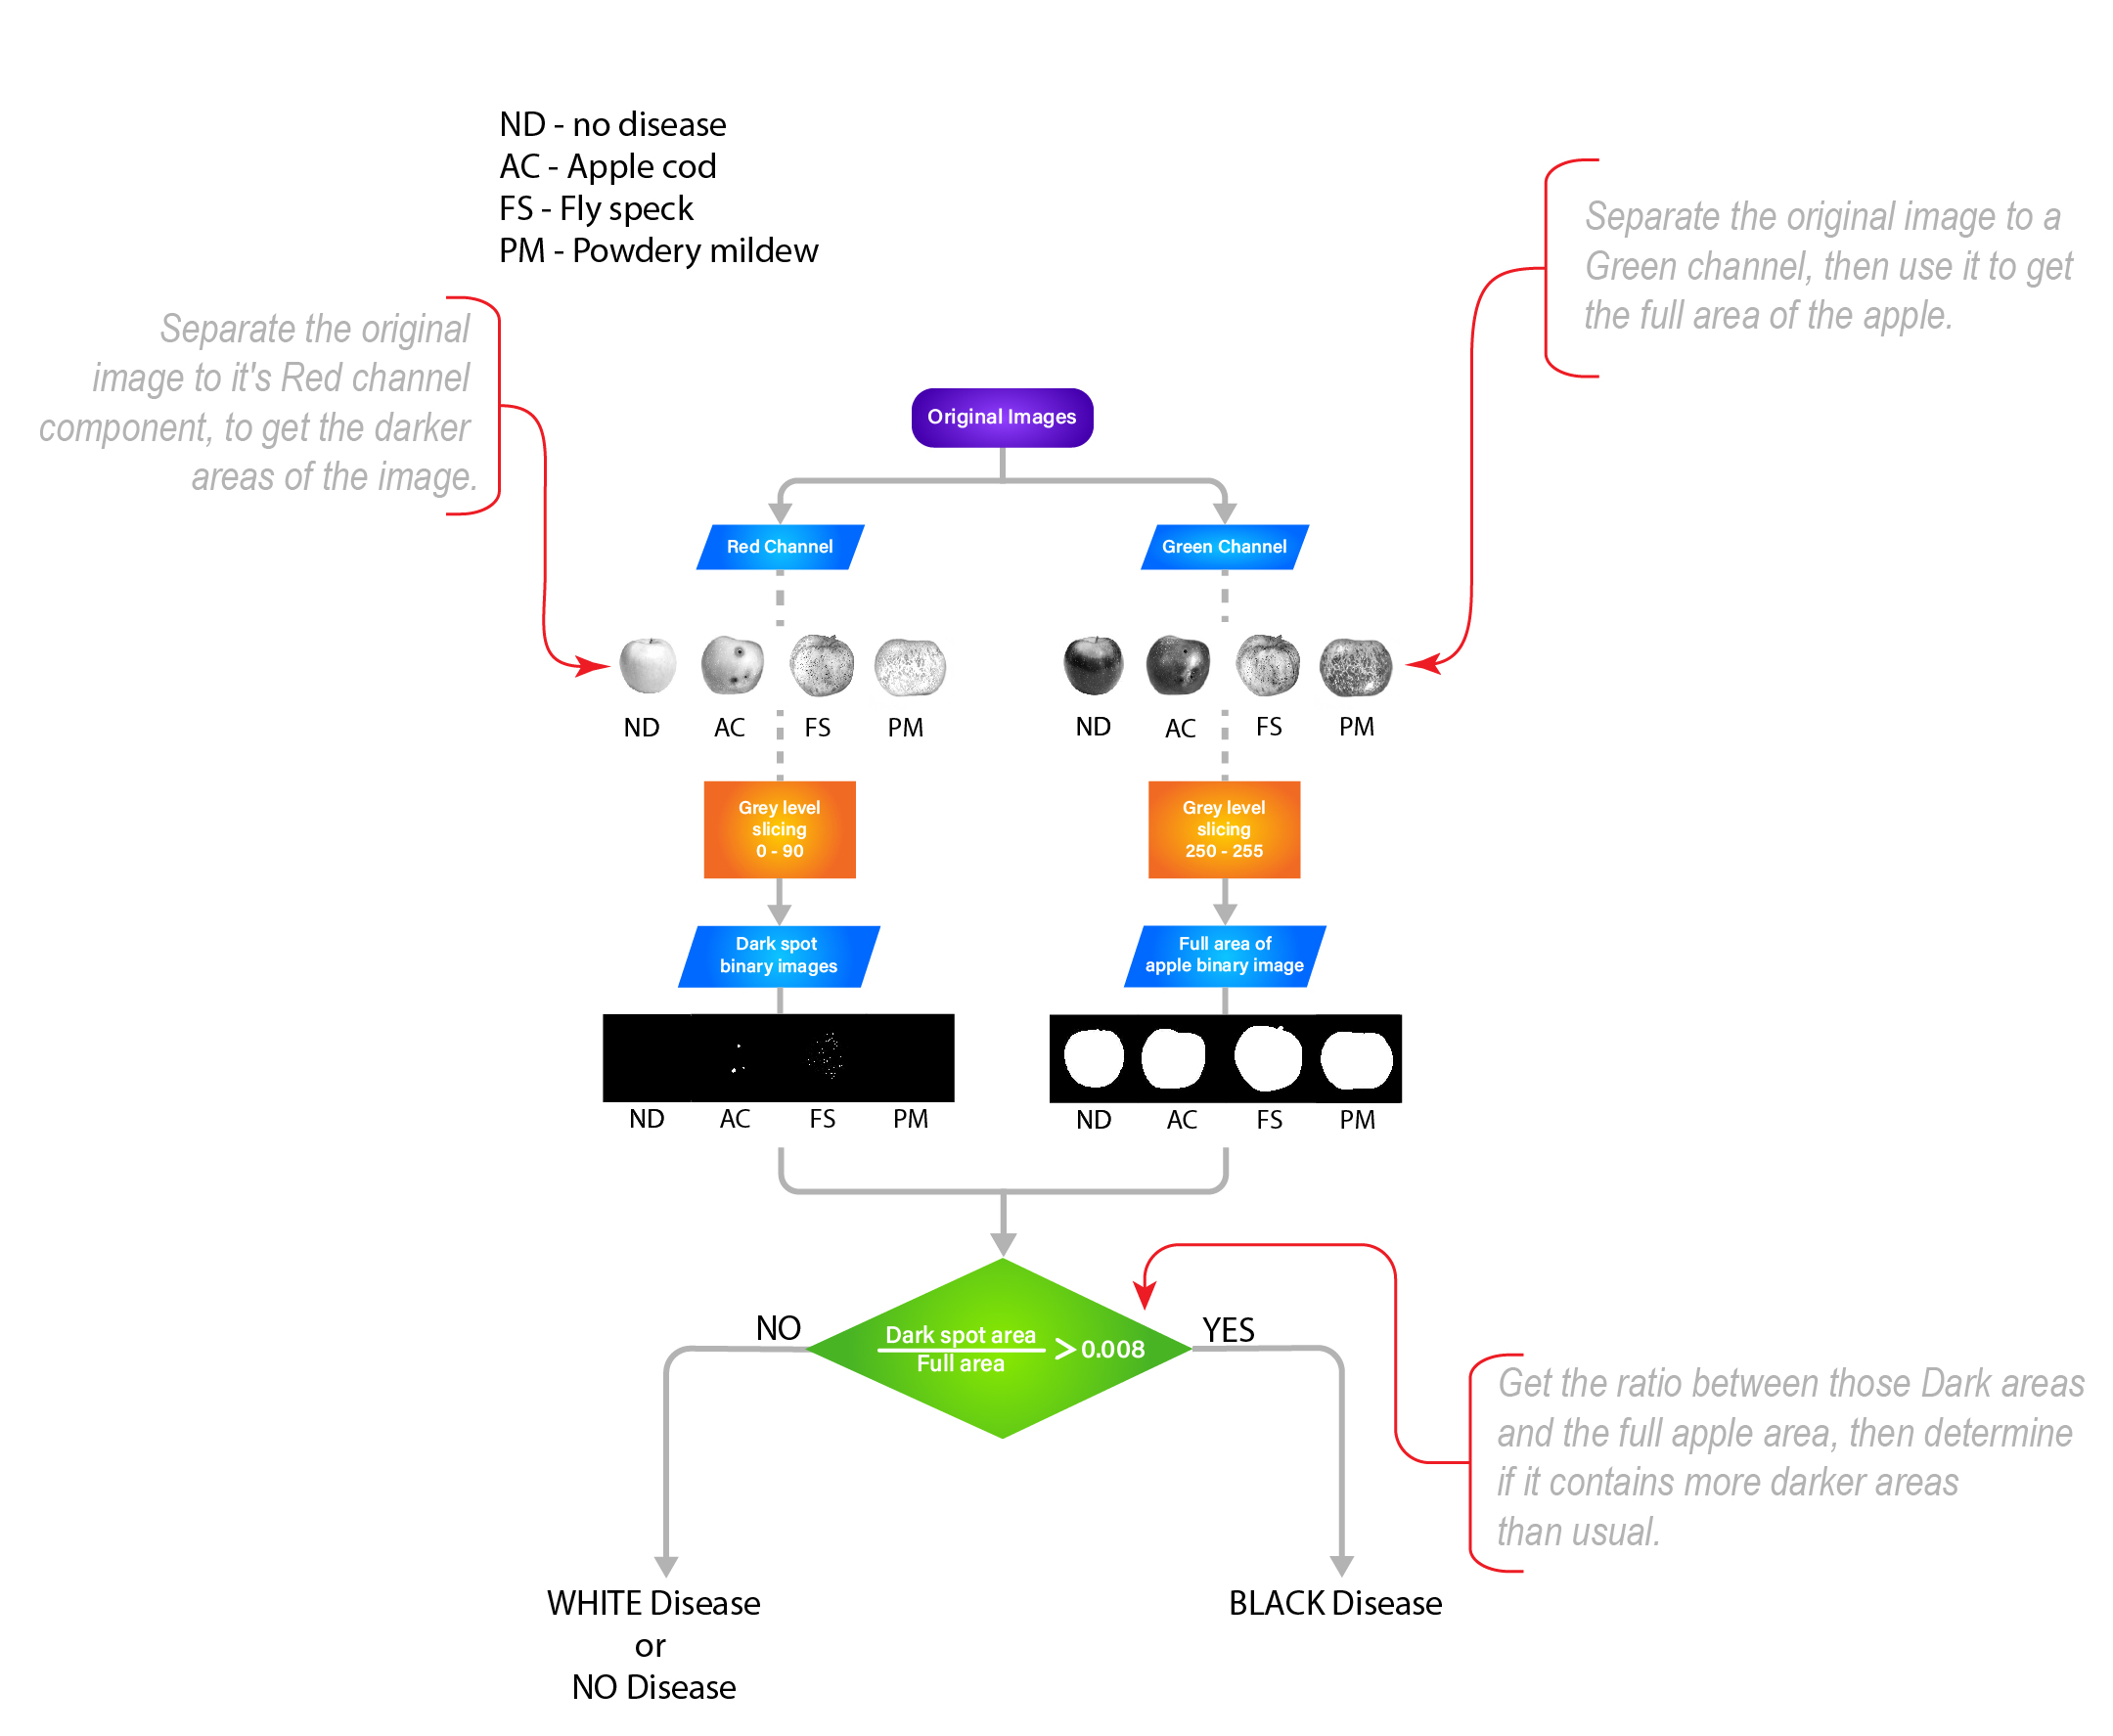 ND - no disease
AC - Apple cod
FS - Fly speck
PM - Powdery mildew
Separate the original
image to it's Red channel
component, to get the darker
areas of the image.
Separate the original image to a
Green channel, then use it to get
the full area of the apple.
Original Images
Red Channel
Green Channel
ND AC FS PM
ND AC FS PM
Grey level
slicing
0 - 90
Grey level
slicing
250 - 255
Dark spot
binary images
Full area of
apple binary image
ND AC FS PM
ND AC FS PM
NO
Dark spot area
Full area
> 0.008
YES
Get the ratio between those Dark areas
and the full apple area, then determine
if it contains more darker areas
than usual.
WHITE Disease
or
NO Disease
BLACK Disease